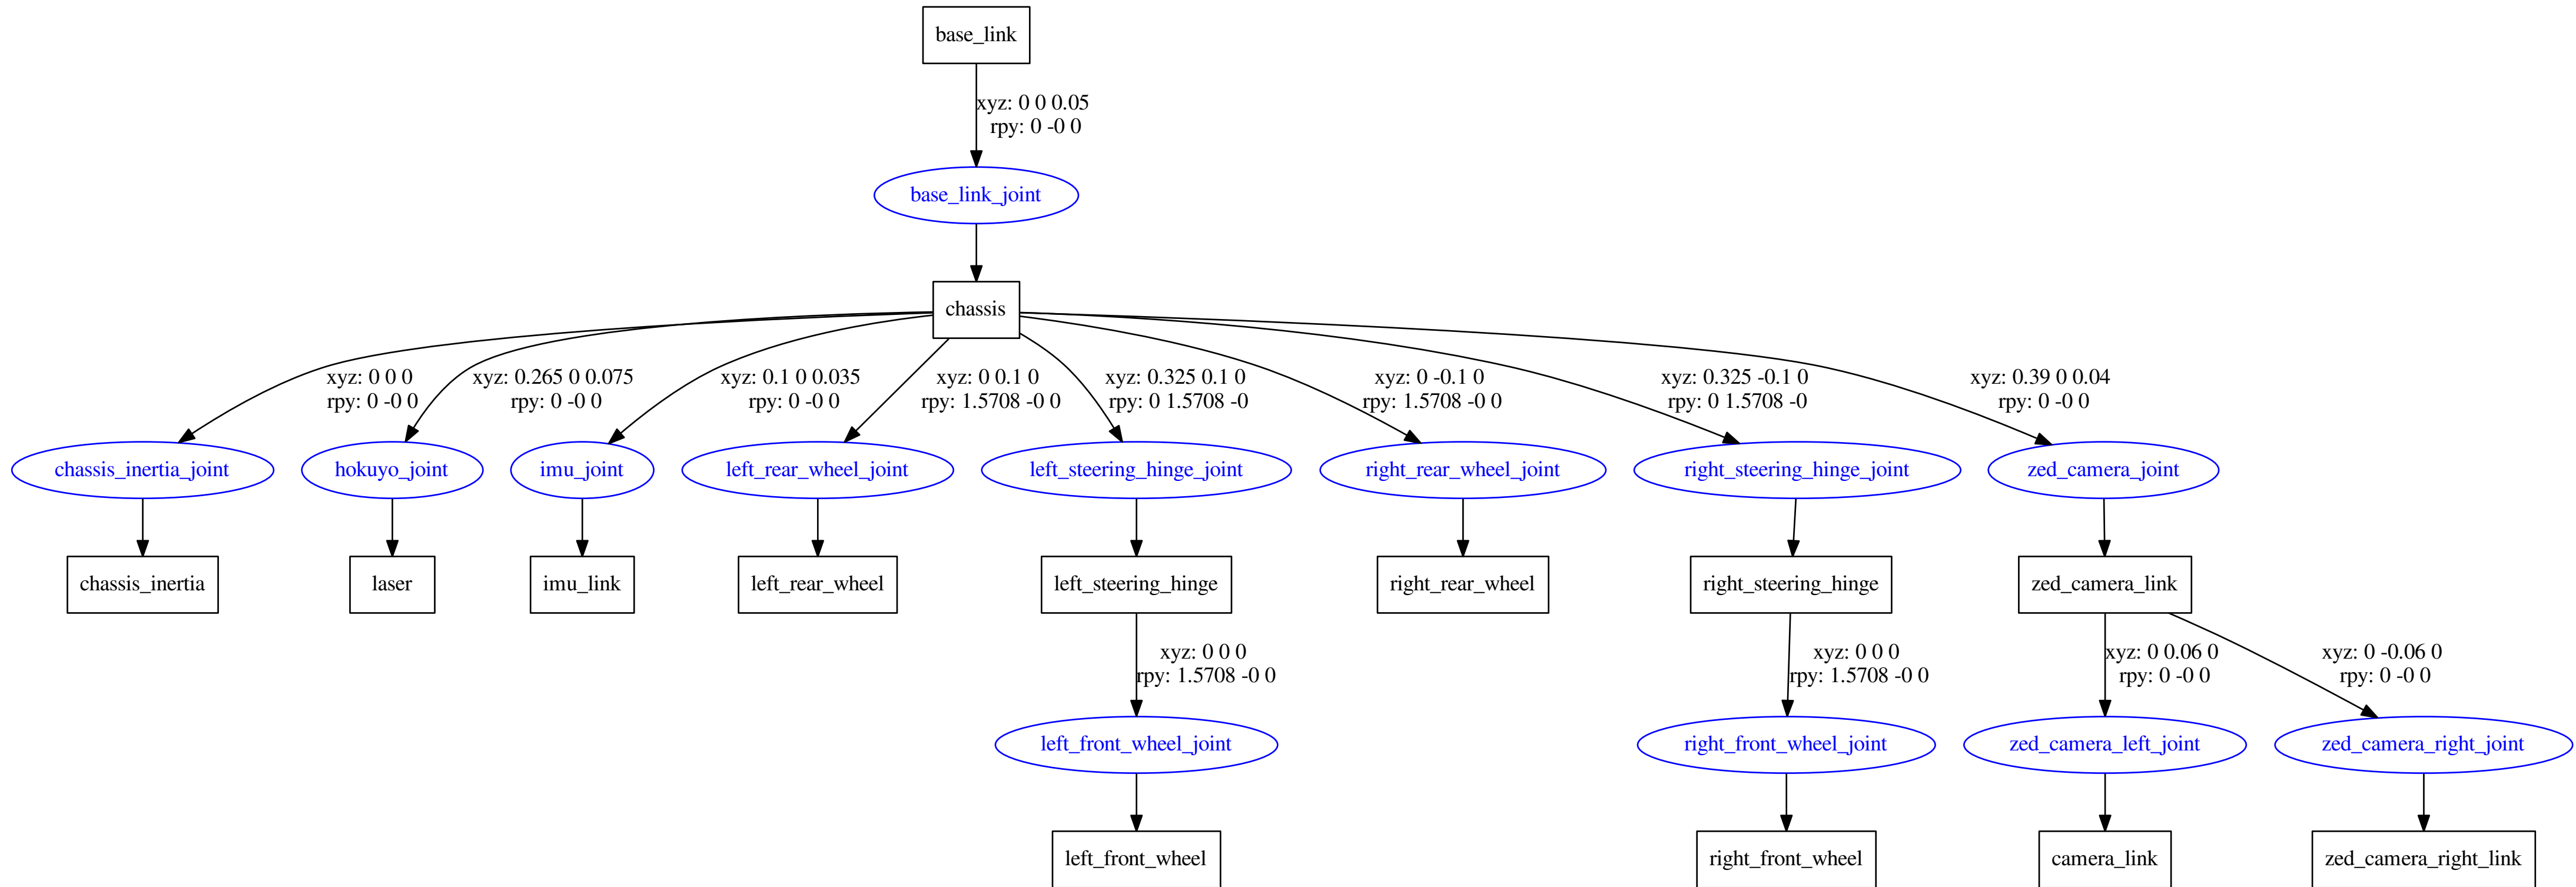 base_link
xyz: 0 0 0.05
rpy: 0 -0 0
base_link_joint
chassis
xyz: 0 0 0
rpy: 0 -0 0
xyz: 0.265 0 0.075
rpy: 0 -0 0
xyz: 0.1 0 0.035
rpy: 0 -0 0
xyz: 0 0.1 0
rpy: 1.5708 -0 0
xyz: 0.325 0.1 0
rpy: 0 1.5708 -0
xyz: 0 -0.1 0
rpy: 1.5708 -0 0
xyz: 0.325 -0.1 0
rpy: 0 1.5708 -0
xyz: 0.39 0 0.04
rpy: 0 -0 0
chassis_inertia_joint
hokuyo_joint
imu_joint
left_rear_wheel_joint
left_steering_hinge_joint
right_rear_wheel_joint
right_steering_hinge_joint
zed_camera_joint
chassis_inertia
laser
imu_link
left_rear_wheel
left_steering_hinge
right_rear_wheel
right_steering_hinge
zed_camera_link
xyz: 0 0 0
rpy: 1.5708 -0 0
xyz: 0 0 0
rpy: 1.5708 -0 0
xyz: 0 0.06 0
rpy: 0 -0 0
xyz: 0 -0.06 0
rpy: 0 -0 0
left_front_wheel_joint
right_front_wheel_joint
zed_camera_left_joint
zed_camera_right_joint
left_front_wheel
right_front_wheel
camera_link
zed_camera_right_link